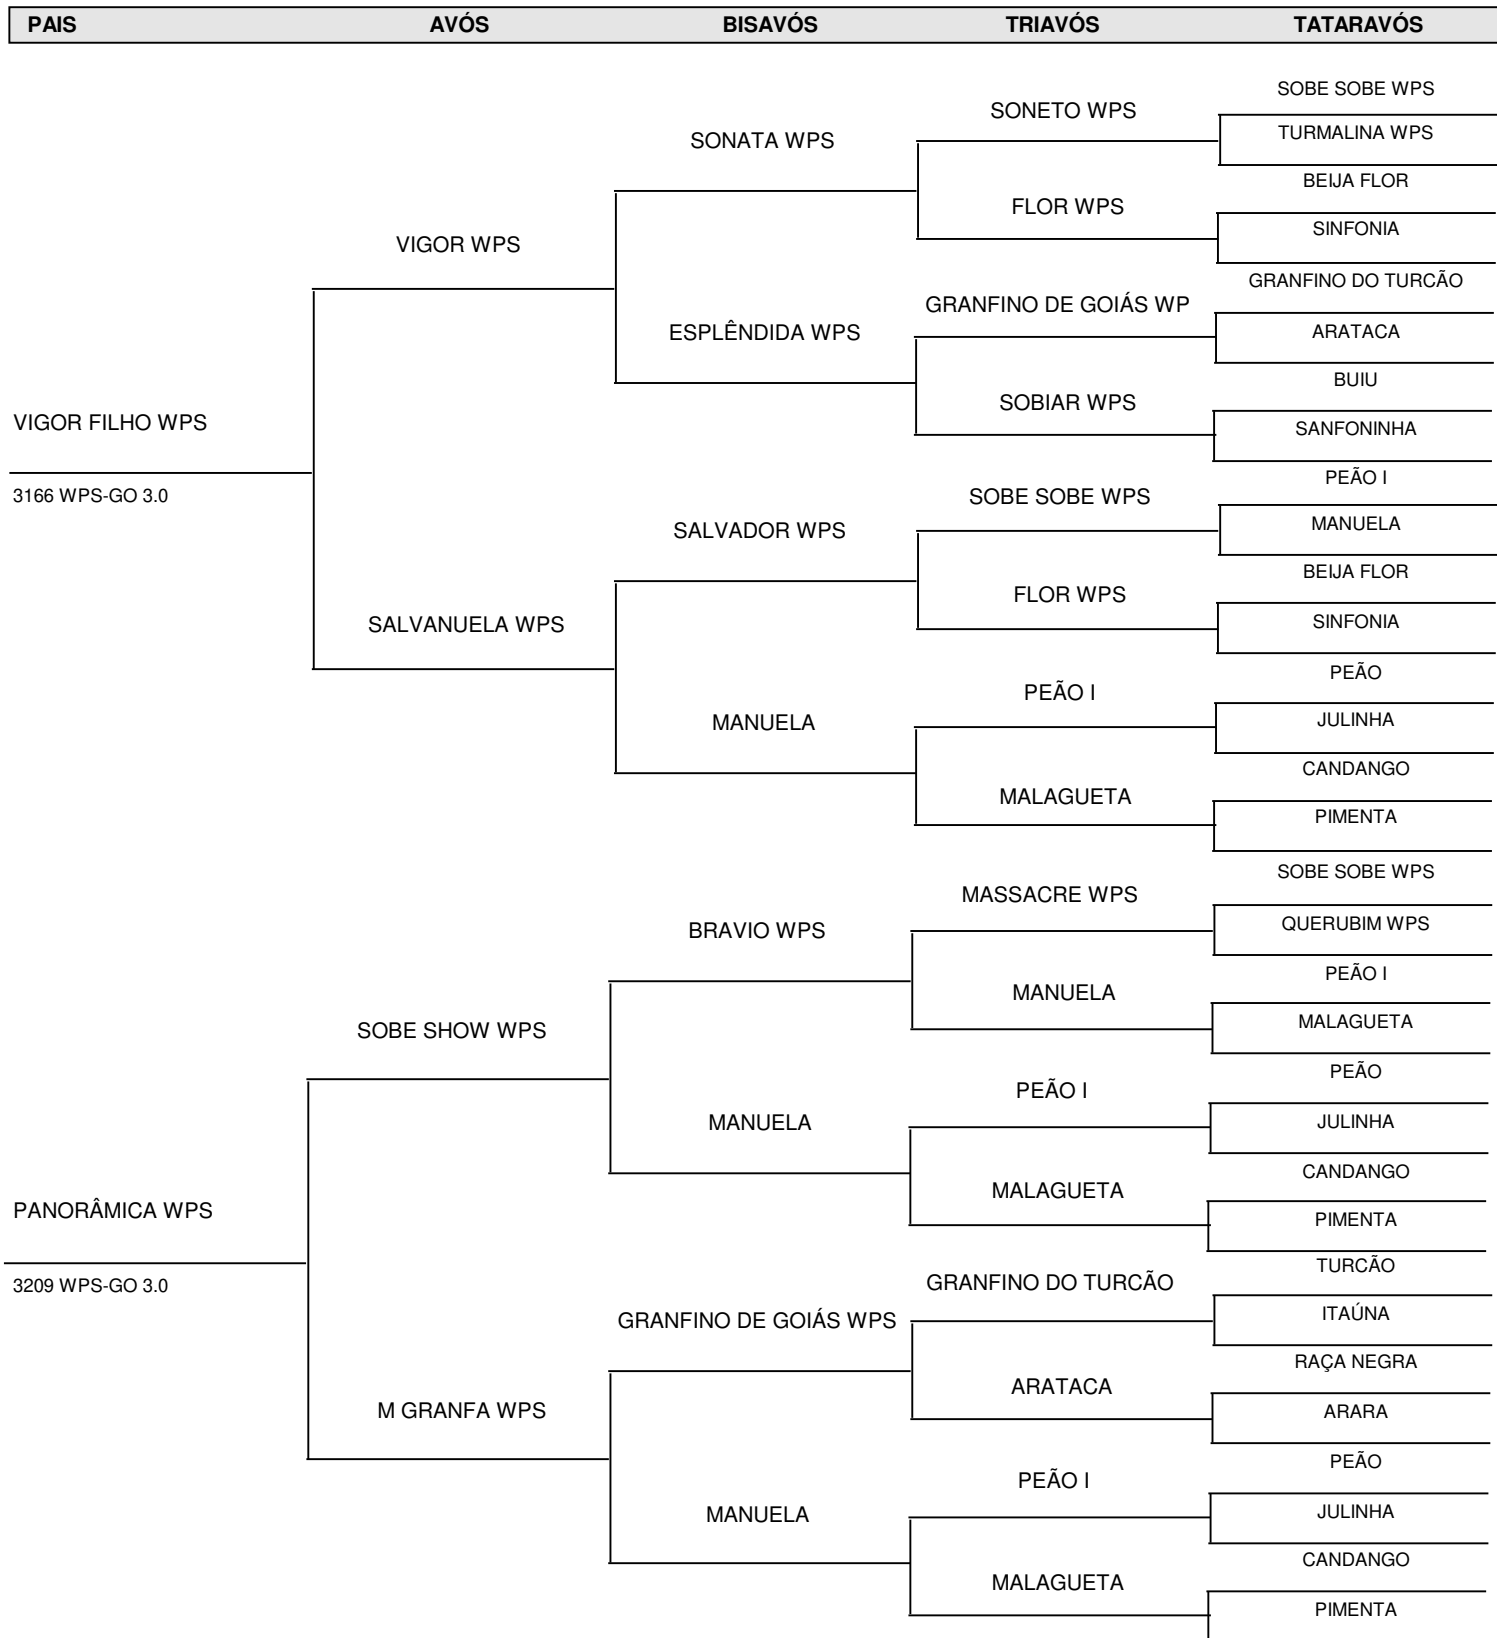 PAIS AVÓS BISAVÓS TRIAVÓS TATARAVÓS
SOBE SOBE WPS
SONETO WPS
TURMALINA WPS
SONATA WPS
BEIJA FLOR
FLOR WPS
SINFONIA
VIGOR WPS
GRANFINO DO TURCÃO
GRANFINO DE GOIÁS WP
ARATACA
ESPLÊNDIDA WPS
BUIU
SOBIAR WPS
SANFONINHA
VIGOR FILHO WPS
3166 WPS-GO 3.0
PEÃO I
SOBE SOBE WPS
MANUELA
SALVADOR WPS
BEIJA FLOR
FLOR WPS
SINFONIA
SALVANUELA WPS
PEÃO
PEÃO I
JULINHA
MANUELA
CANDANGO
MALAGUETA
PIMENTA
SOBE SOBE WPS
MASSACRE WPS
QUERUBIM WPS
BRAVIO WPS
PEÃO I
MANUELA
MALAGUETA
SOBE SHOW WPS
PEÃO
PEÃO I
JULINHA
MANUELA
CANDANGO
MALAGUETA
PIMENTA
PANORÂMICA WPS
3209 WPS-GO 3.0
TURCÃO
GRANFINO DO TURCÃO
ITAÚNA
GRANFINO DE GOIÁS WPS
RAÇA NEGRA
ARATACA
ARARA
M GRANFA WPS
PEÃO
PEÃO I
JULINHA
MANUELA
CANDANGO
MALAGUETA
PIMENTA